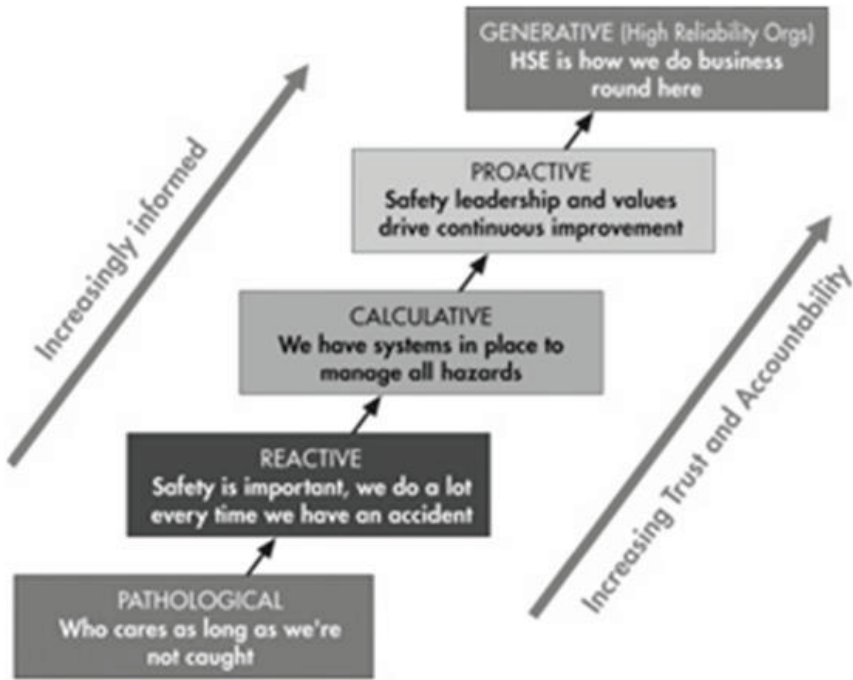 GENERATIVE (High Reliability Orgs)
HSE is how we do business
round here
PROACTIVE
Safety leadership and values
drive continuous improvement
CALCULATIVE
We have systems in place to
manage all hazards
REACTIVE
Safety is important, we do a lot
every time we have an accident
PATHOLOGICAL
Who cares as long as we're
not caught
Increasingly informed
Increasing Trust and Accountability